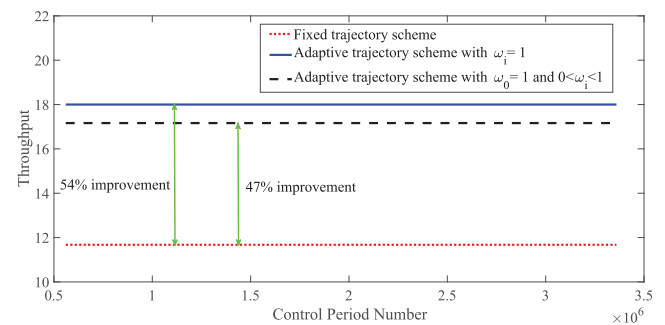 22
20
18
16
14
12
10
Throughput
Fixed trajectory scheme
Adaptive trajectory scheme with ω_i= 1
Adaptive trajectory scheme with ω_0= 1 and 0<ω_i<1
54% improvement
47% improvement
0.5 1 1.5 2 2.5 3 3.5
Control Period Number
×10^6